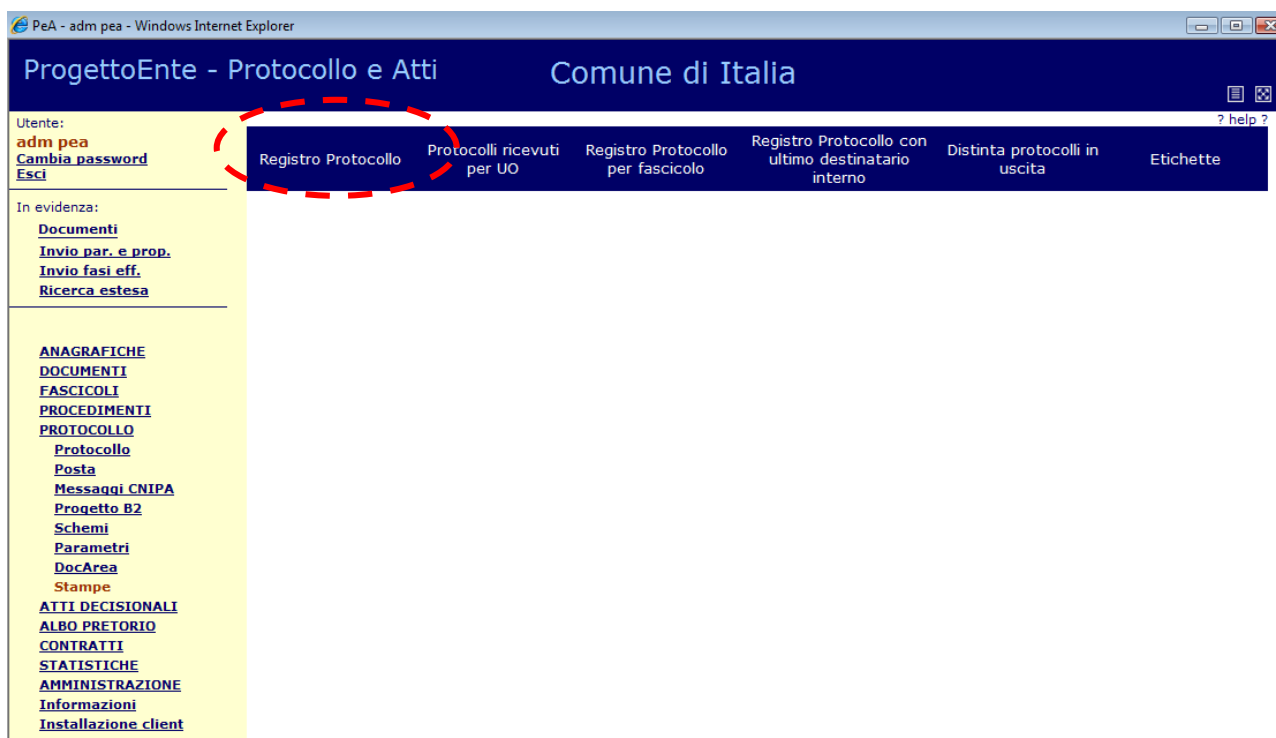 PeA - adm pea - Windows Internet Explorer
ProgettoEnte - Protocollo e Atti
Comune di Italia
? help ?
Utente:
adm pea
Cambia password
Esci
Registro Protocollo
Protocolli ricevuti
per UO
Registro Protocollo
per fascicolo
Registro Protocollo con
ultimo destinatario
interno
Distinta protocolli in
uscita
Etichette
In evidenza:
Documenti
Invio par. e prop.
Invio fasi eff.
Ricerca estesa
ANAGRAFICHE
DOCUMENTI
FASCICOLI
PROCEDIMENTI
PROTOCOLLO
Protocollo
Posta
Messaggi CNIPA
Progetto B2
Schemi
Parametri
DocArea
Stampe
ATTI DECISIONALI
ALBO PRETORIO
CONTRATTI
STATISTICHE
AMMINISTRAZIONE
Informazioni
Installazione client